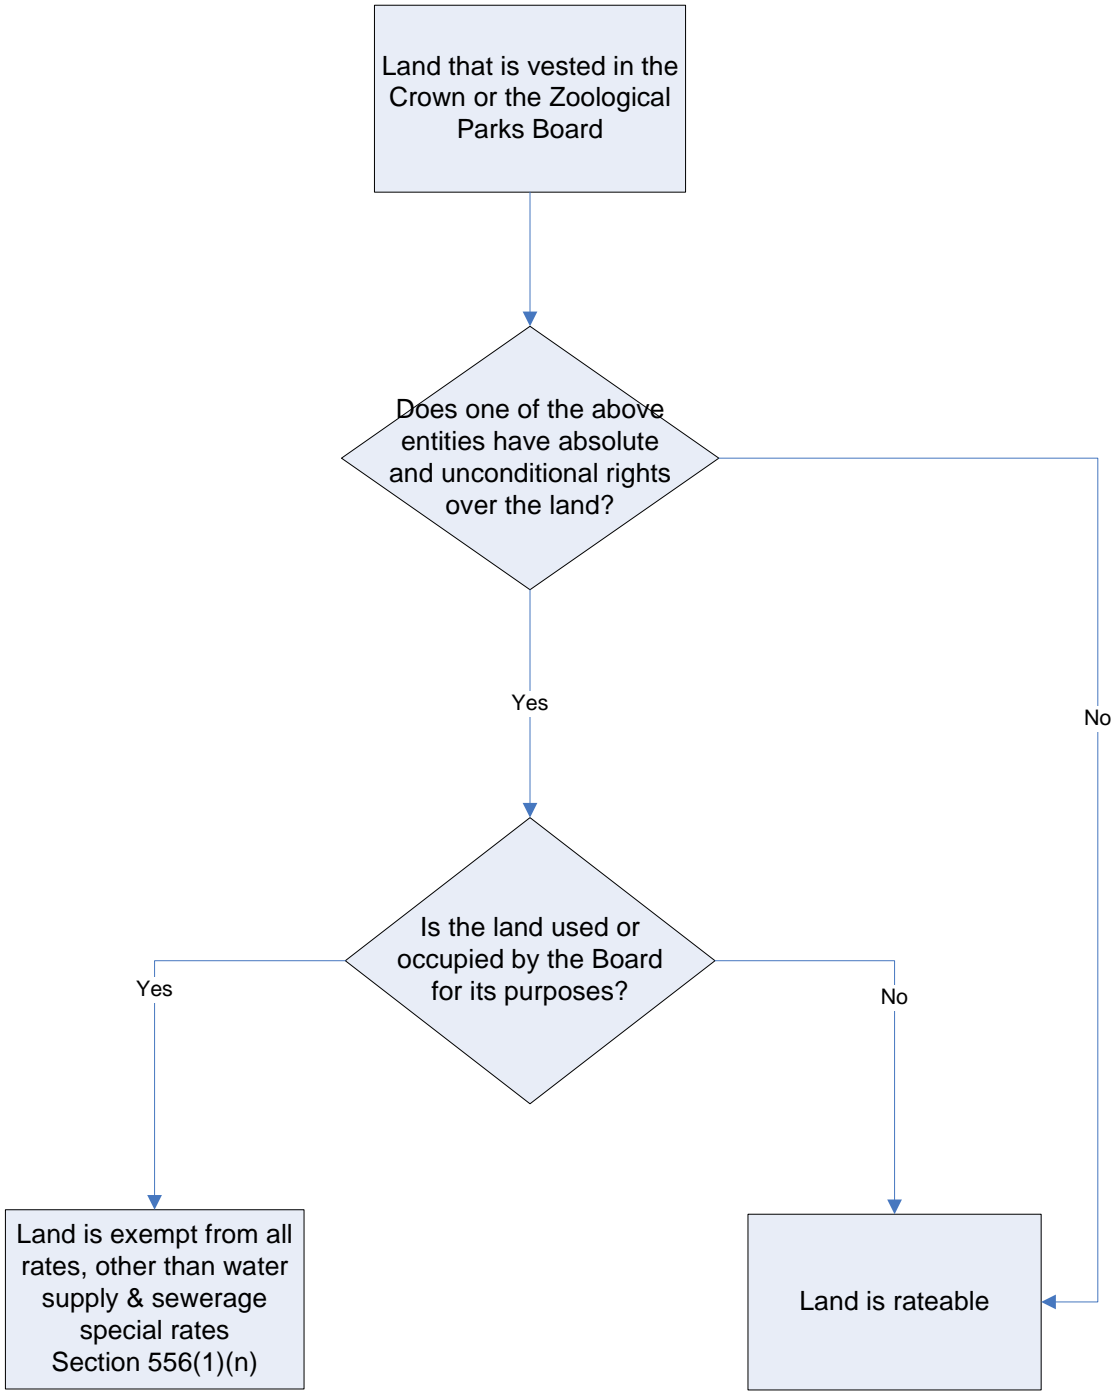 Land that is vested in the
Crown or the Zoological
Parks Board
Does one of the above
entities have absolute
and unconditional rights
over the land?
Yes
No
Is the land used or
occupied by the Board
for its purposes?
Yes
No
Land is exempt from all
rates, other than water
supply & sewerage
special rates
Section 556(1)(n)
Land is rateable